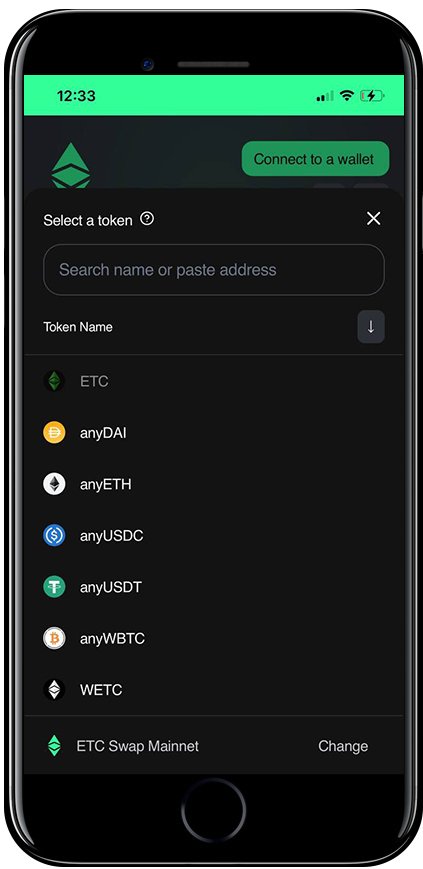 12:33
Connect to a wallet
Select a token
Search name or paste address
Token Name
ETC
anyDAI
anyETH
anyUSDC
anyUSDT
anyWBTC
WETC
ETC Swap Mainnet
Change